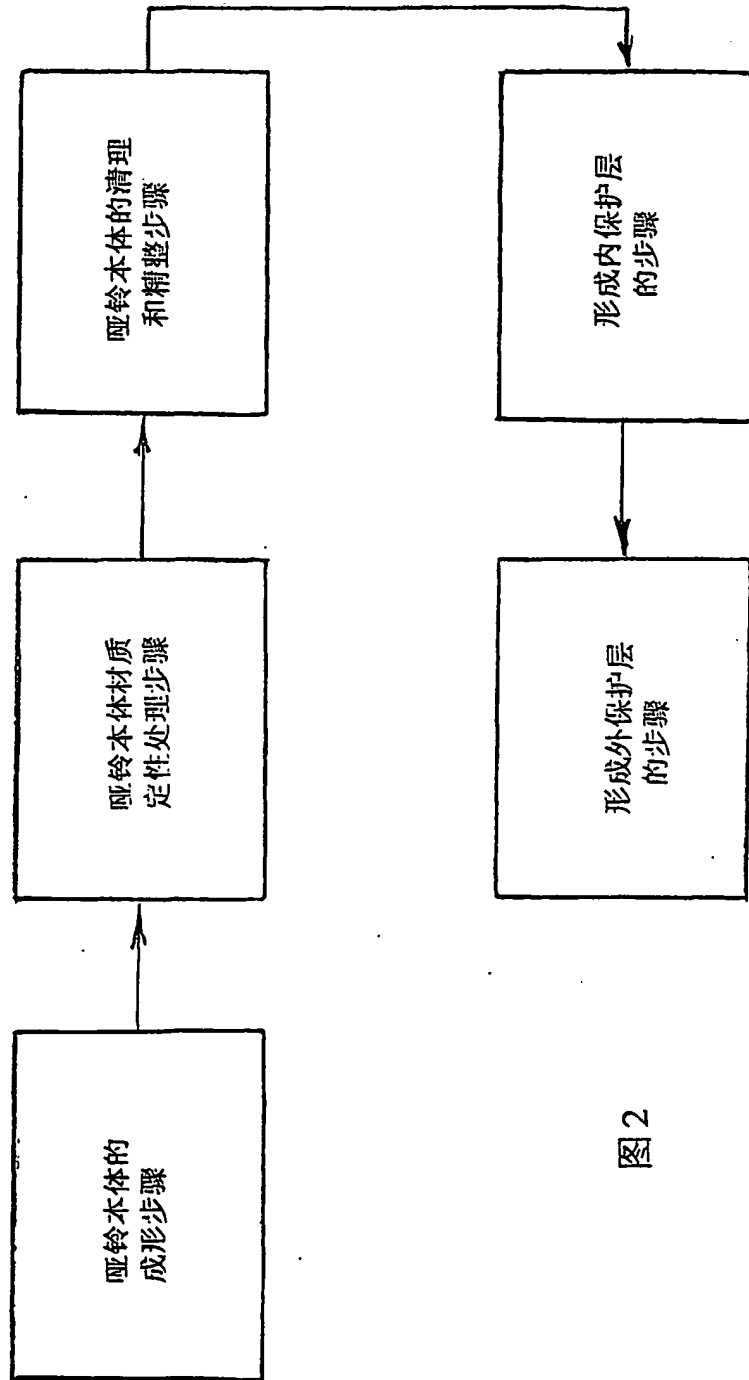 哑铃本体的
成形步骤
哑铃本体材质
定性处理步骤
哑铃本体的清理
和精整步骤
形成内保护层
的步骤
形成外保护层
的步骤
图2